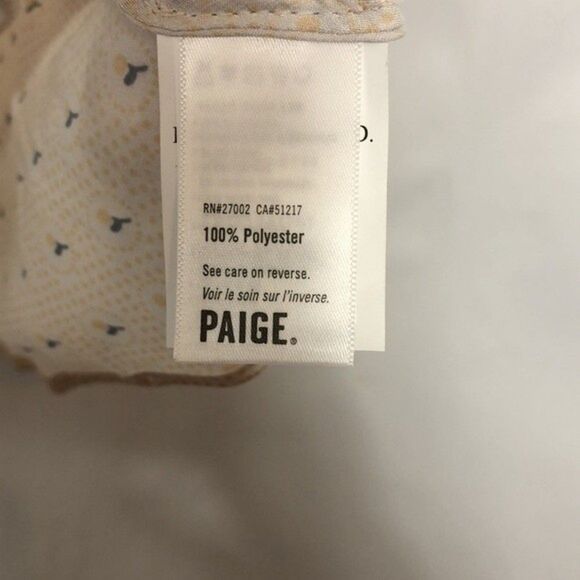 D.
RN#27002 CA#51217
100% Polyester
See care on reverse.
Voir le soin sur l'inverse.
PAIGE®